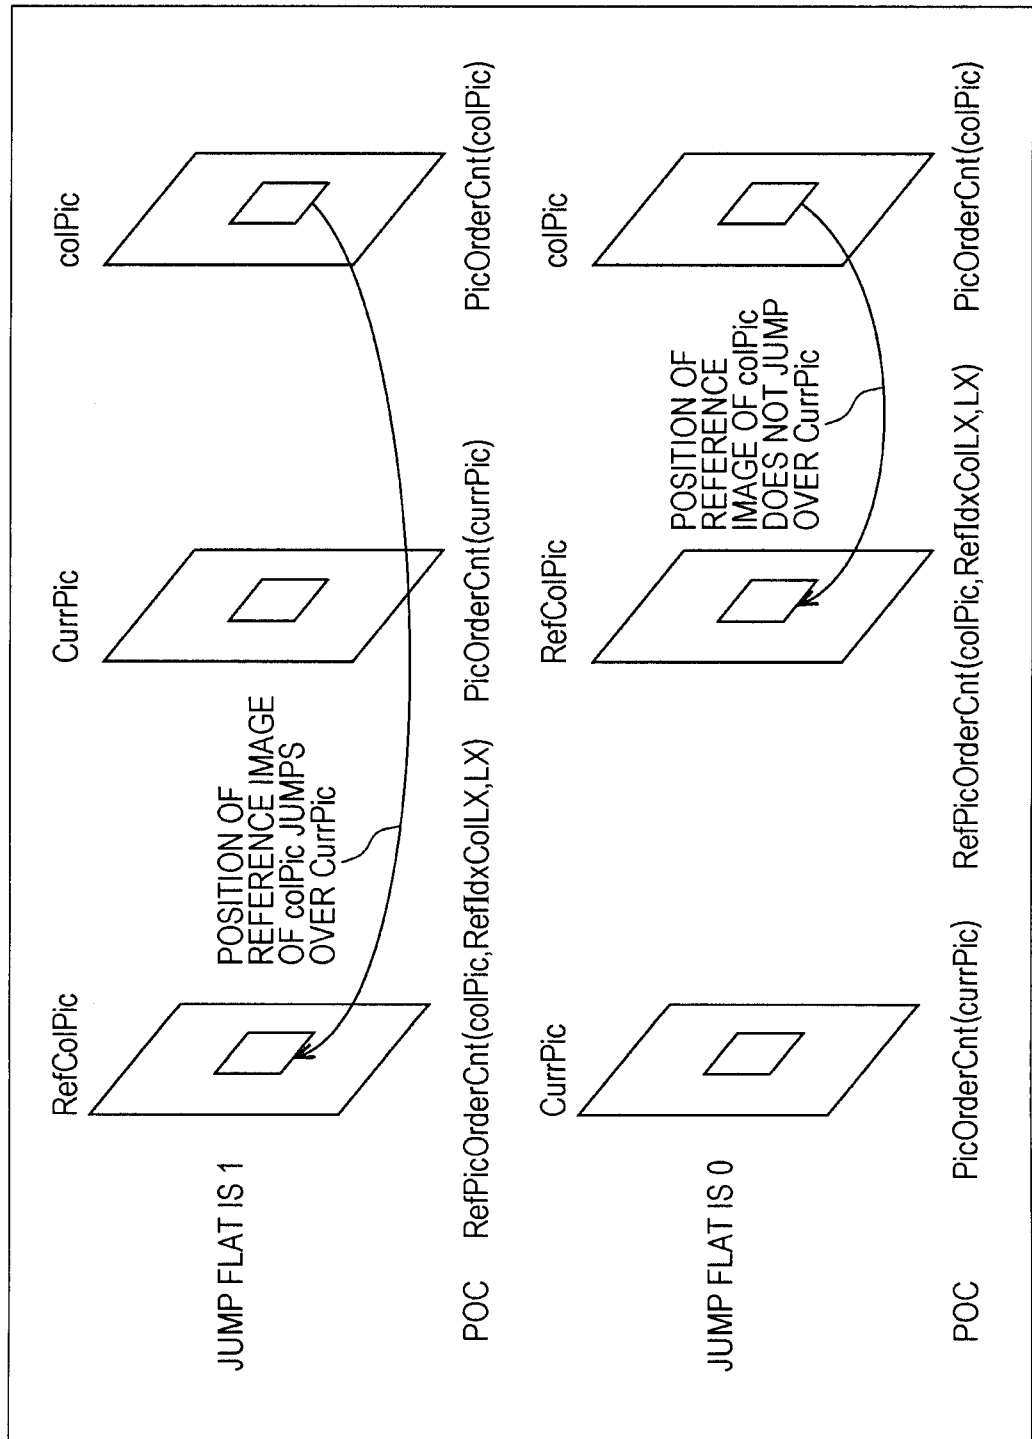 JUMP FLAT IS 1
RefColPic
CurrPic
colPic
POSITION OF
REFERENCE IMAGE
OF colPic JUMPS
OVER CurrPic
POC RefPicOrderCnt(colPic,RefIdxColLX,LX) PicOrderCnt(currPic) PicOrderCnt(colPic)
JUMP FLAT IS 0
CurrPic
RefColPic
colPic
POSITION OF
REFERENCE
IMAGE OF colPic
DOES NOT JUMP
OVER CurrPic
POC PicOrderCnt(currPic) RefPicOrderCnt(colPic,RefIdxColLX,LX) PicOrderCnt(colPic)